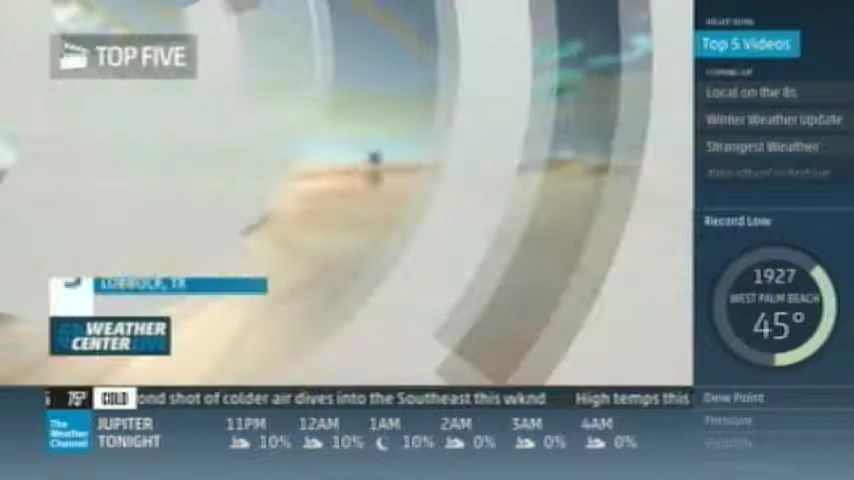 TOP FIVE
Top 5 Videos
Local on the 8s
Winter Weather Update
Strangest Weather
Record Low
1927
WEST PALM BEACH
45°
LUBBOCK, TX
WEATHER
CENTER LIVE
75° COLD ond shot of colder air dives into the Southeast this wknd High temps this
Dew Point
Pressure
Visibility
The Weather Channel
JUPITER 11PM 12AM 1AM 2AM 3AM 4AM
TONIGHT 10% 10% 10% 0% 0% 0%